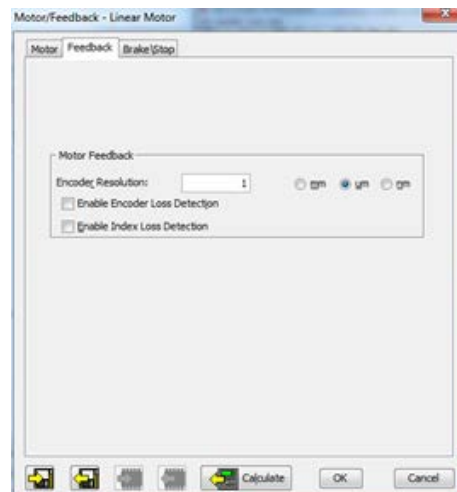 Motor/Feedback - Linear Motor
Motor Feedback Brake\Stop
Motor Feedback
Encoder Resolution: 1 mm um nm
Enable Encoder Loss Detection
Enable Index Loss Detection
Calculate OK Cancel